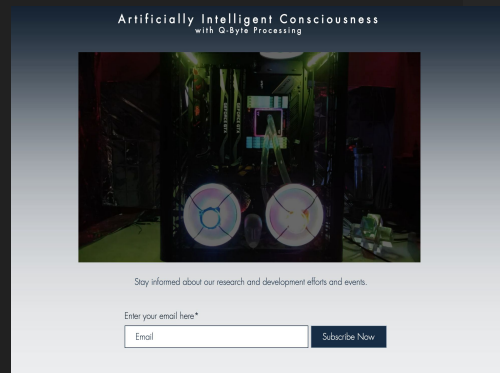 Artificially Intelligent Consciousness
with Q-Byte Processing
Stay informed about our research and development efforts and events.
Enter your email here*
Email
Subscribe Now